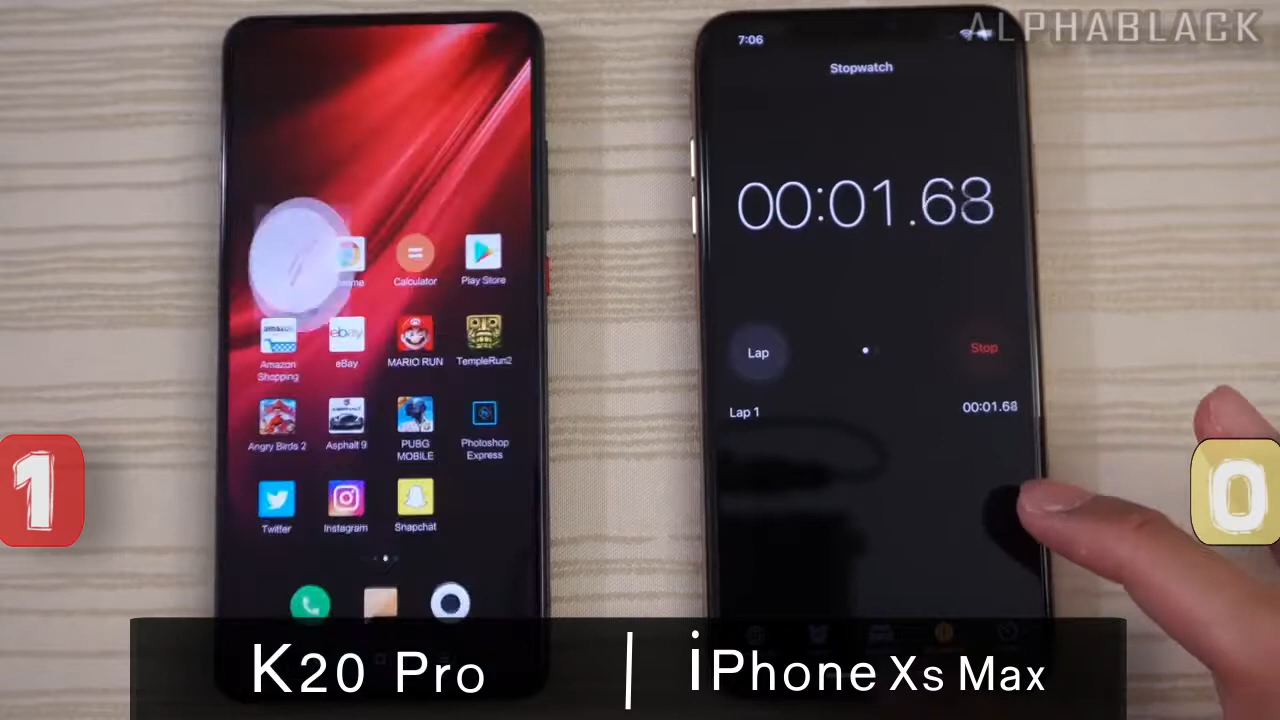 ALPHABLACK
7:06
Stopwatch
00:01.68
Calculator
Play Store
Lap
Stop
amazon
ebay
Amazon
Shopping
eBay
MARIO RUN
TempleRun2
Lap 1
00:01.68
Angry Birds 2
Asphalt 9
PUBG
MOBILE
Photoshop
Express
1
0
Twitter
Instagram
Snapchat
K20 Pro | iPhone Xs Max